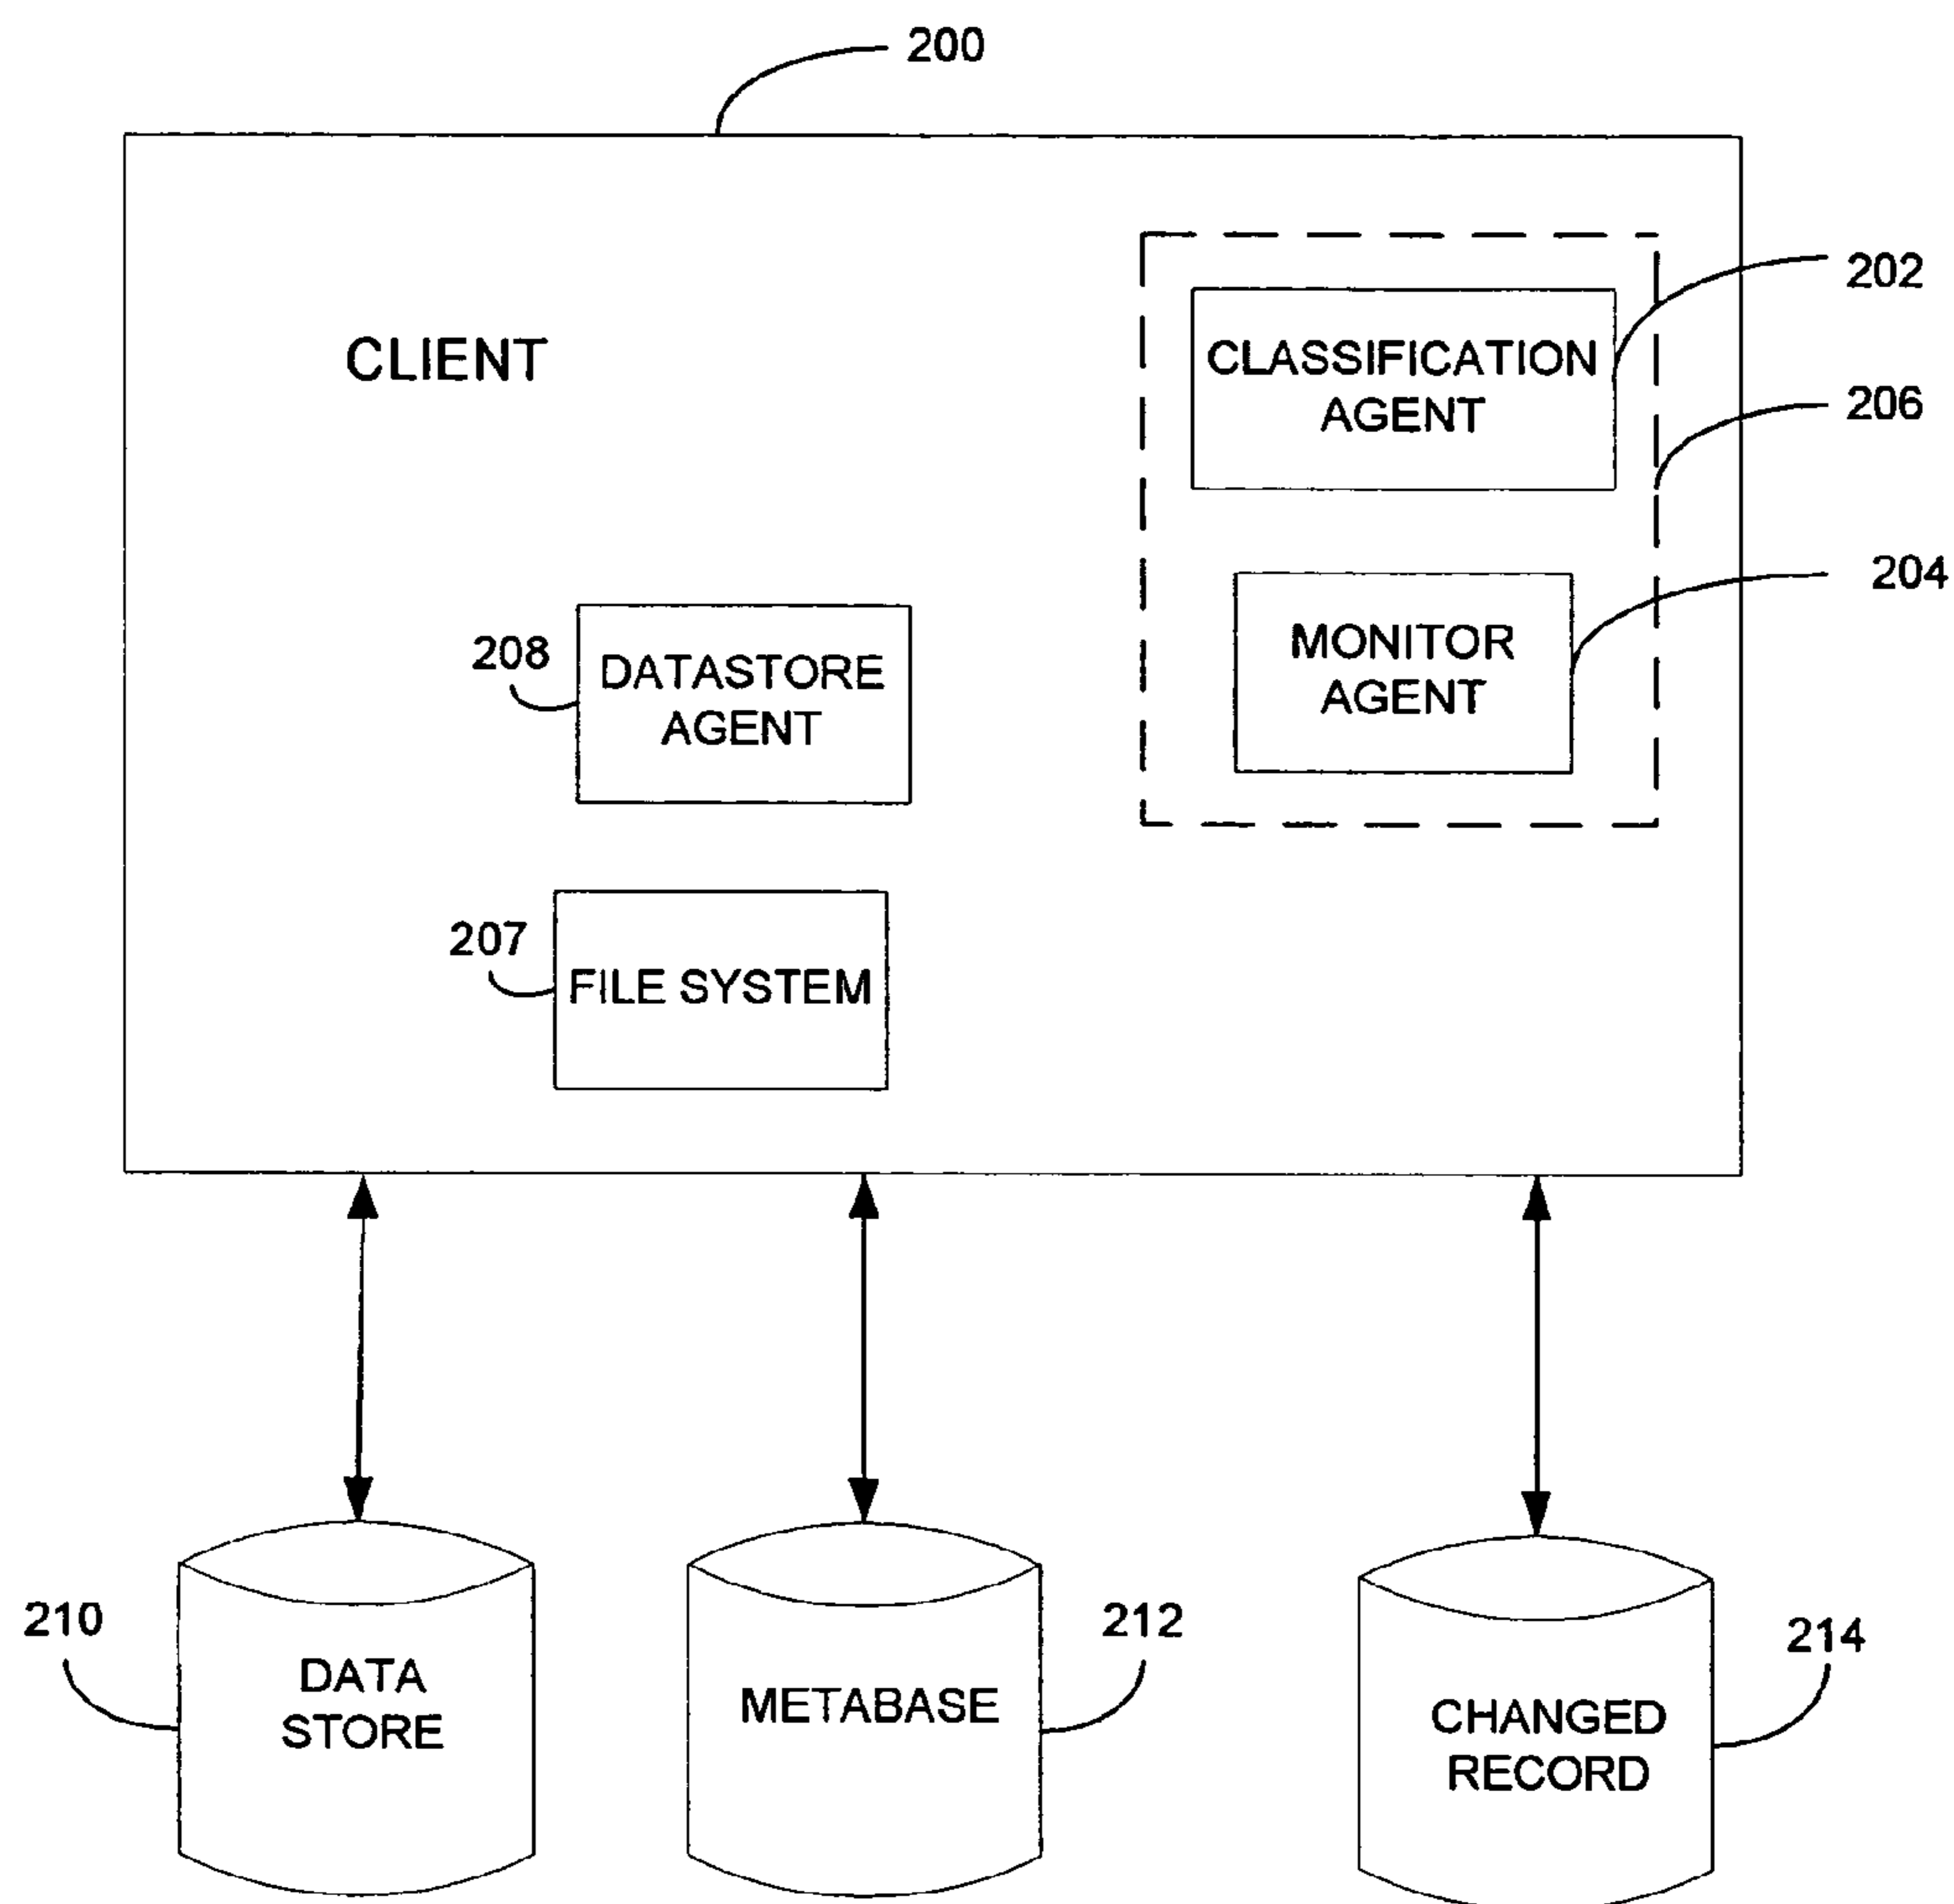 200
CLIENT
CLASSIFICATION
AGENT
202
206
MONITOR
AGENT
204
208
DATASTORE
AGENT
207
FILE SYSTEM
210
DATA
STORE
METABASE
212
CHANGED
RECORD
214